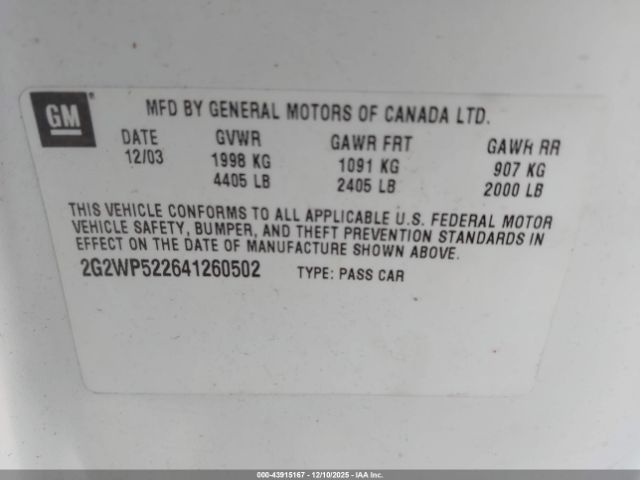 GM
MFD BY GENERAL MOTORS OF CANADA LTD.
DATE GVWR GAWR FRT GAWR RR
12/03 1998 KG 1091 KG 907 KG
4405 LB 2405 LB 2000 LB
THIS VEHICLE CONFORMS TO ALL APPLICABLE U.S. FEDERAL MOTOR
VEHICLE SAFETY, BUMPER, AND THEFT PREVENTION STANDARDS IN
EFFECT ON THE DATE OF MANUFACTURE SHOWN ABOVE.
2G2WP522641260502 TYPE: PASS CAR
000-43915167 - 12/10/2025 - IAA Inc.